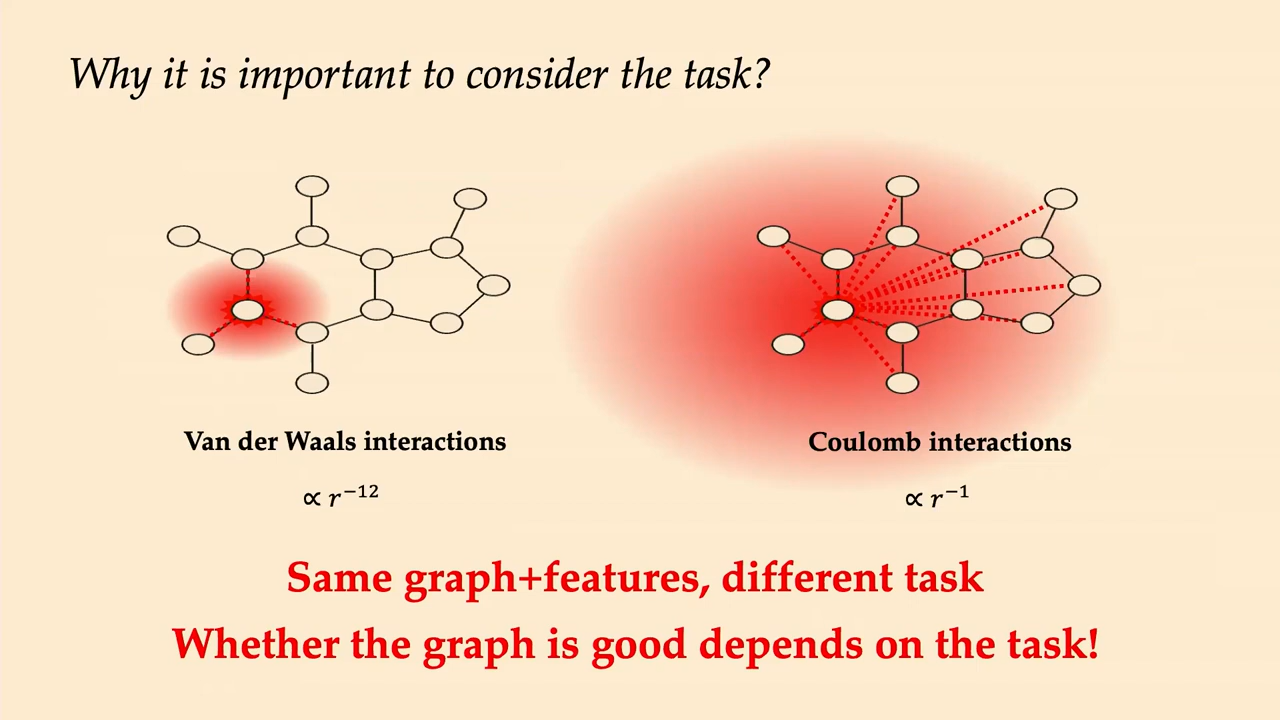 Why it is important to consider the task?
Van der Waals interactions
∝ r⁻¹²
Coulomb interactions
∝ r⁻¹
Same graph+features, different task
Whether the graph is good depends on the task!